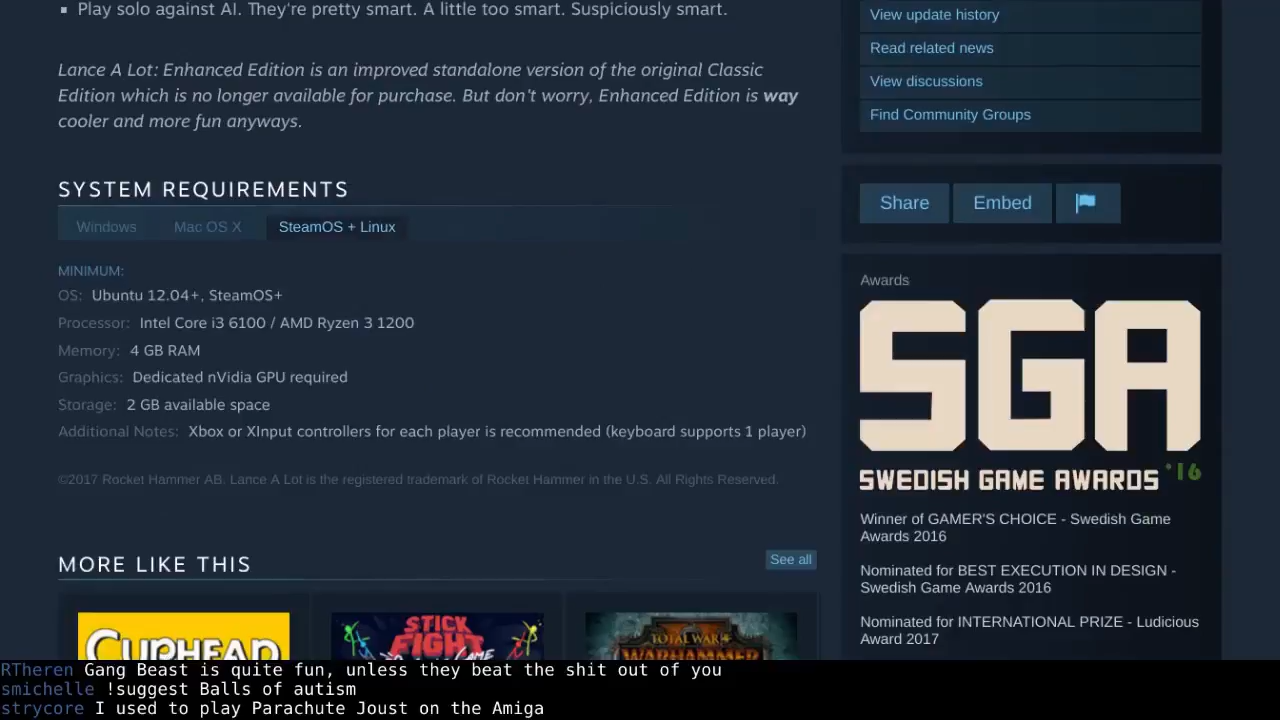 Play solo against AI. They're pretty smart. A little too smart. Suspiciously smart.
Lance A Lot: Enhanced Edition is an improved standalone version of the original Classic
Edition which is no longer available for purchase. But don't worry, Enhanced Edition is way
cooler and more fun anyways.
SYSTEM REQUIREMENTS
Windows Mac OS X SteamOS + Linux
MINIMUM:
OS: Ubuntu 12.04+, SteamOS+
Processor: Intel Core i3 6100 / AMD Ryzen 3 1200
Memory: 4 GB RAM
Graphics: Dedicated nVidia GPU required
Storage: 2 GB available space
Additional Notes: Xbox or XInput controllers for each player is recommended (keyboard supports 1 player)
©2017 Rocket Hammer AB. Lance A Lot is the registered trademark of Rocket Hammer in the U.S. All Rights Reserved.
MORE LIKE THIS
See all
CUPHEAD
STICK
FIGHT
TOTAL WAR
WARHAMMER
View update history
Read related news
View discussions
Find Community Groups
Share Embed
Awards
SGA
SWEDISH GAME AWARDS '16
Winner of GAMER'S CHOICE - Swedish Game
Awards 2016
Nominated for BEST EXECUTION IN DESIGN -
Swedish Game Awards 2016
Nominated for INTERNATIONAL PRIZE - Ludicious
Award 2017
RTheren Gang Beast is quite fun, unless they beat the shit out of you
smichelle !suggest Balls of autism
strycore I used to play Parachute Joust on the Amiga